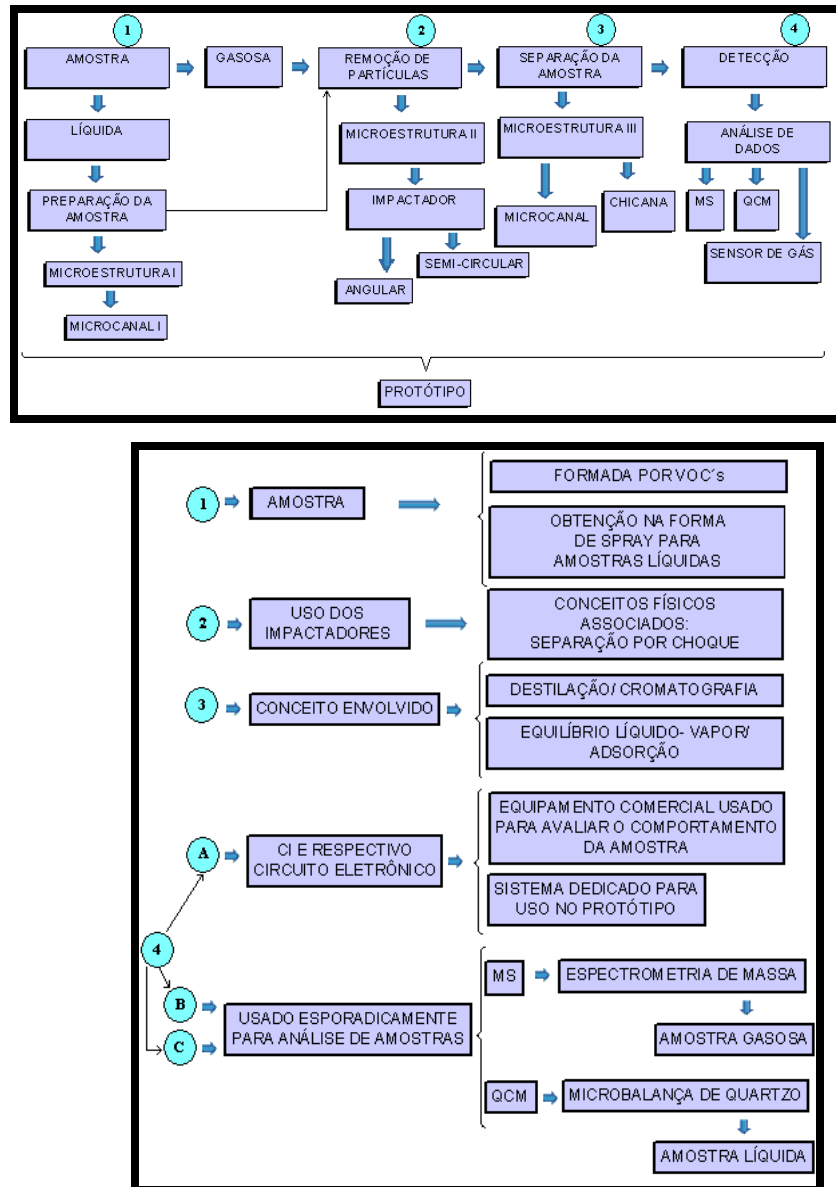 1
2
3
4
AMOSTRA
GASOSA
REMOÇÃO DE
PARTÍCULAS
SEPARAÇÃO DA
AMOSTRA
DETECÇÃO
LÍQUIDA
MICROESTRUTURA II
MICROESTRUTURA III
ANÁLISE DE
DADOS
PREPARAÇÃO DA
AMOSTRA
IMPACTADOR
MICROCANAL
CHICANA
MS
QCM
MICROESTRUTURA I
SEMI-CIRCULAR
SENSOR DE GÁS
ANGULAR
MICROCANAL I
PROTÓTIPO
1
AMOSTRA
FORMADA POR VOC´s
OBTENÇÃO NA FORMA
DE SPRAY PARA
AMOSTRAS LÍQUIDAS
2
USO DOS
IMPACTADORES
CONCEITOS FÍSICOS
ASSOCIADOS:
SEPARAÇÃO POR CHOQUE
3
CONCEITO ENVOLVIDO
DESTILAÇÃO/ CROMATOGRAFIA
EQUILÍBRIO LÍQUIDO- VAPOR/
ADSORÇÃO
4
A
CI E RESPECTIVO
CIRCUITO ELETRÔNICO
EQUIPAMENTO COMERCIAL USADO
PARA AVALIAR O COMPORTAMENTO
DA AMOSTRA
SISTEMA DEDICADO PARA
USO NO PROTÓTIPO
B
C
USADO ESPORADICAMENTE
PARA ANÁLISE DE AMOSTRAS
MS
ESPECTROMETRIA DE MASSA
AMOSTRA GASOSA
QCM
MICROBALANÇA DE QUARTZO
AMOSTRA LÍQUIDA